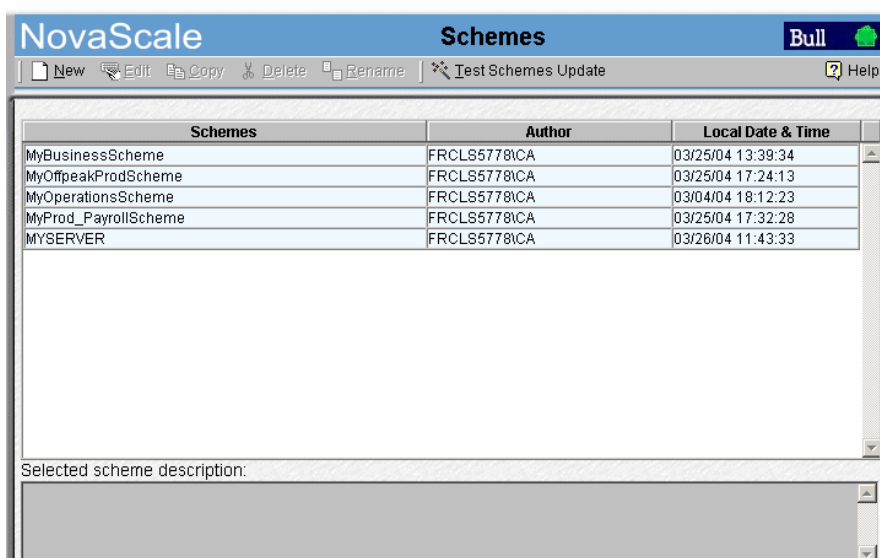 NovaScale Schemes Bull
New Edit Copy Delete Rename Test Schemes Update Help
Schemes Author Local Date & Time
MyBusinessScheme FRCLS5778\CA 03/25/04 13:39:34
MyOffpeakProdScheme FRCLS5778\CA 03/25/04 17:24:13
MyOperationsScheme FRCLS5778\CA 03/04/04 18:12:23
MyProd_PayrollScheme FRCLS5778\CA 03/25/04 17:32:28
MYSERVER FRCLS5778\CA 03/26/04 11:43:33
Selected scheme description: